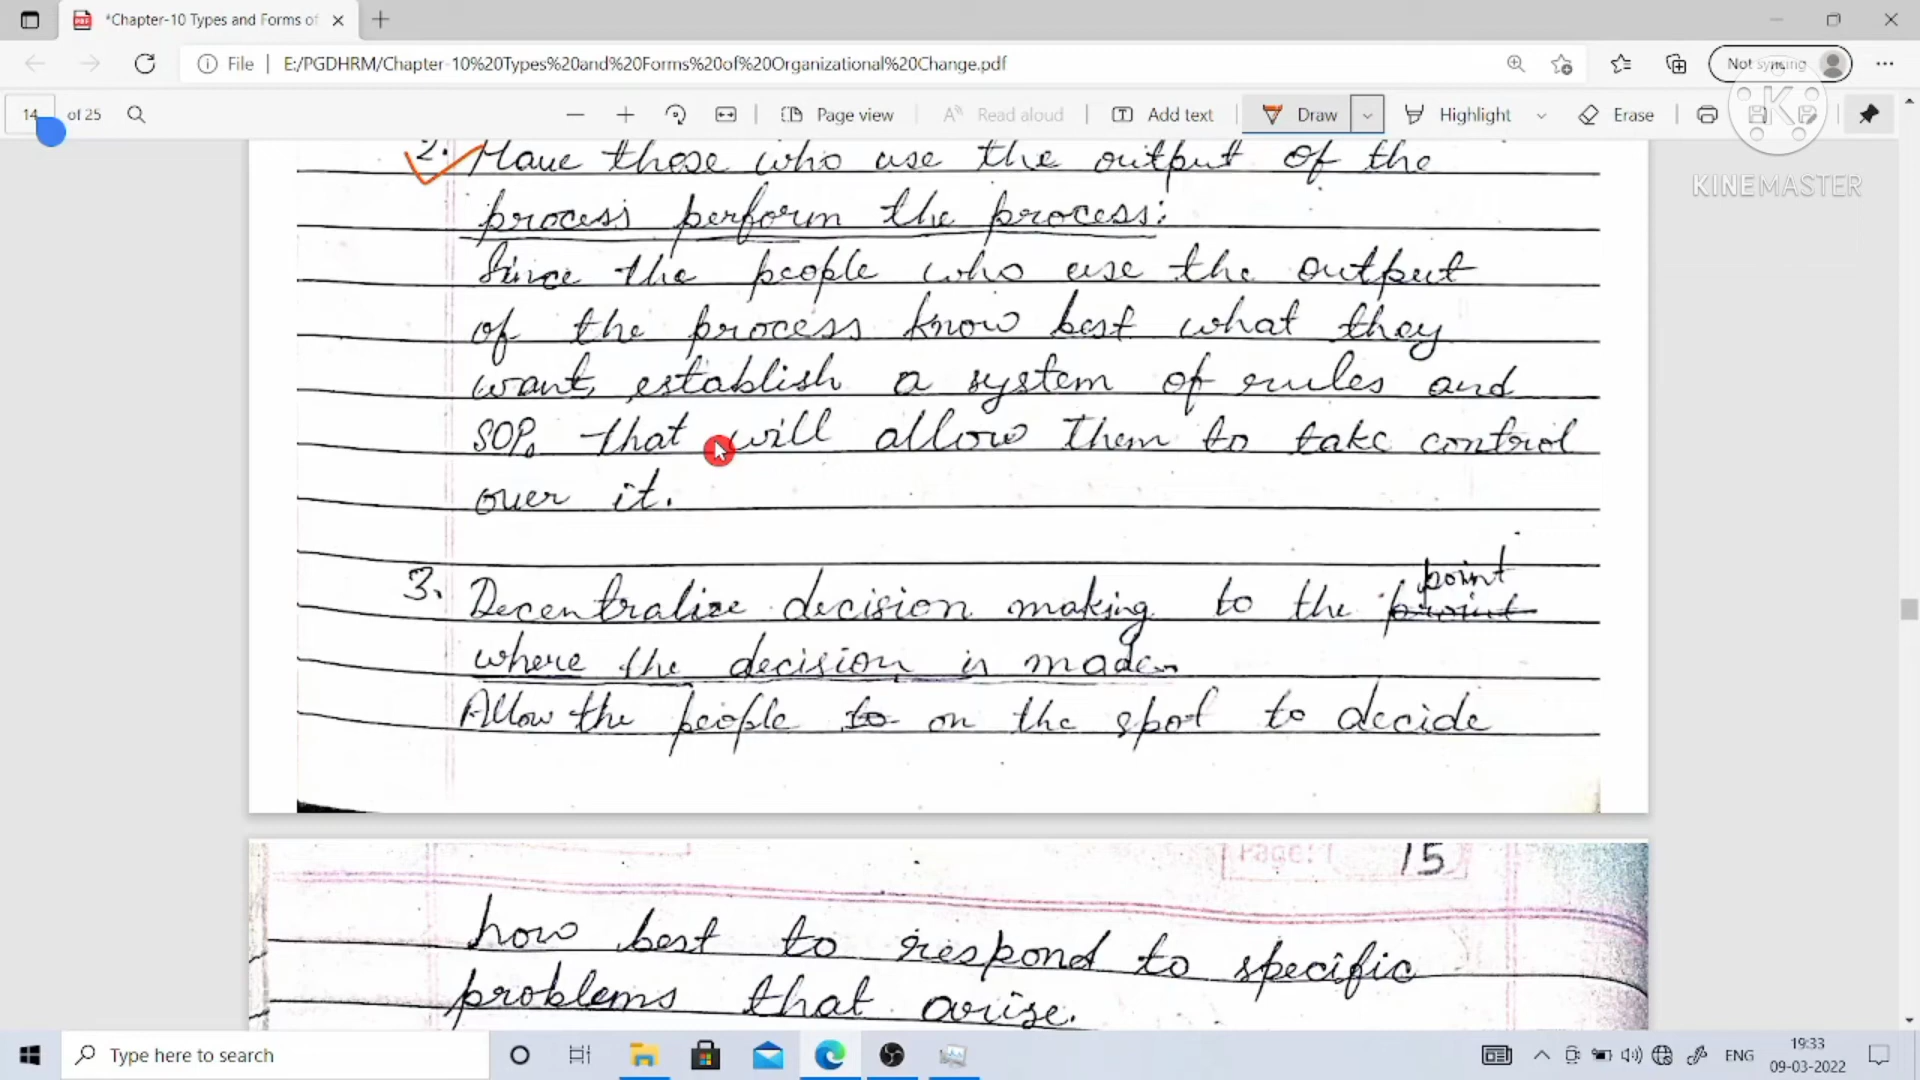 *Chapter-10 Types and Forms of
File
E:/PGDHRM/Chapter-10%20Types%20and%20Forms%20of%20Organizational%20Change.pdf
Not syncing
14 of 25
Page view
Read aloud
Add text
Draw
Highlight
Erase
KINEMASTER
2. Have those who use the output of the
process perform the process:
Since the people who use the output
of the process know best what they
want, establish a system of rules and
SOPs that will allow them to take control
over it.
point
3. Decentralize decision making to the
where the decision is made.
Allow the people to on the spot to decide
Page: 15
how best to respond to specific
problems that arise.
Type here to search
ENG
19:33
09-03-2022